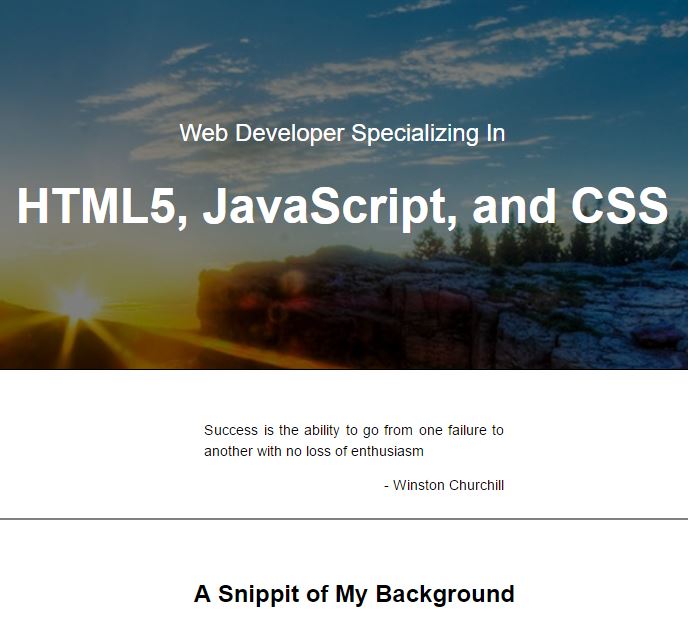 Web Developer Specializing In
HTML5, JavaScript, and CSS
Success is the ability to go from one failure to
another with no loss of enthusiasm
- Winston Churchill
A Snippit of My Background